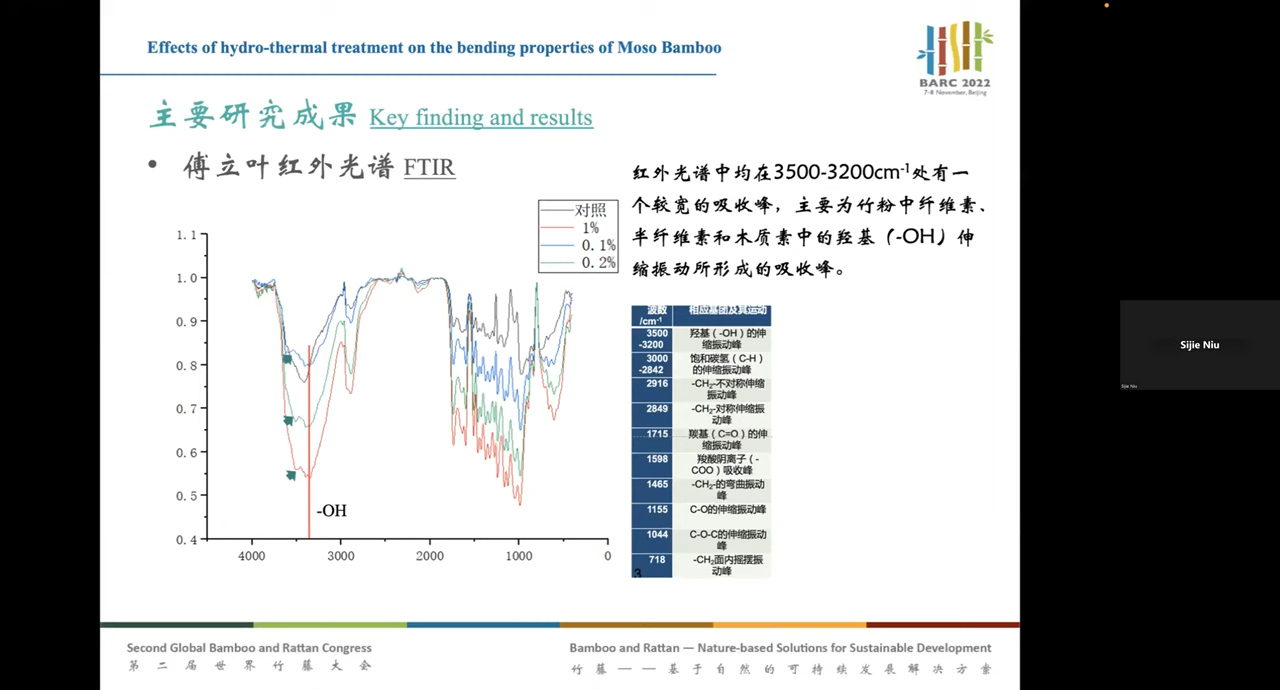 Effects of hydro-thermal treatment on the bending properties of Moso Bamboo
BARC 2022
7-8 November, Beijing
主要研究成果 Key finding and results
• 傅立叶红外光谱 FTIR
红外光谱中均在3500-3200cm-1处有一
个较宽的吸收峰，主要为竹粉中纤维素、
半纤维素和木质素中的羟基（-OH）伸
缩振动所形成的吸收峰。
对照
1%
0.1%
0.2%
1.1
1.0
0.9
0.8
0.7
0.6
0.5
0.4
-OH
4000 3000 2000 1000 0
波数
/cm-1
相应基团及其运动
3500
-3200
羟基（-OH）的伸
缩振动峰
3000
-2842
饱和碳氢（C-H）
的伸缩振动峰
2916
-CH2-不对称伸缩
振动峰
2849
-CH2-对称伸缩振
动峰
1715
羰基（C=O）的伸
缩振动峰
1598
羧酸阴离子（-
COO）吸收峰
1465
-CH2-的弯曲振动
峰
1155
C-O的伸缩振动峰
1044
C-O-C的伸缩振动
峰
718
-CH2面内摇摆振
动峰
3
Sijie Niu
Sijie Niu
Second Global Bamboo and Rattan Congress
第二届世界竹藤大会
Bamboo and Rattan — Nature-based Solutions for Sustainable Development
竹藤——基于自然的可持续发展解决方案